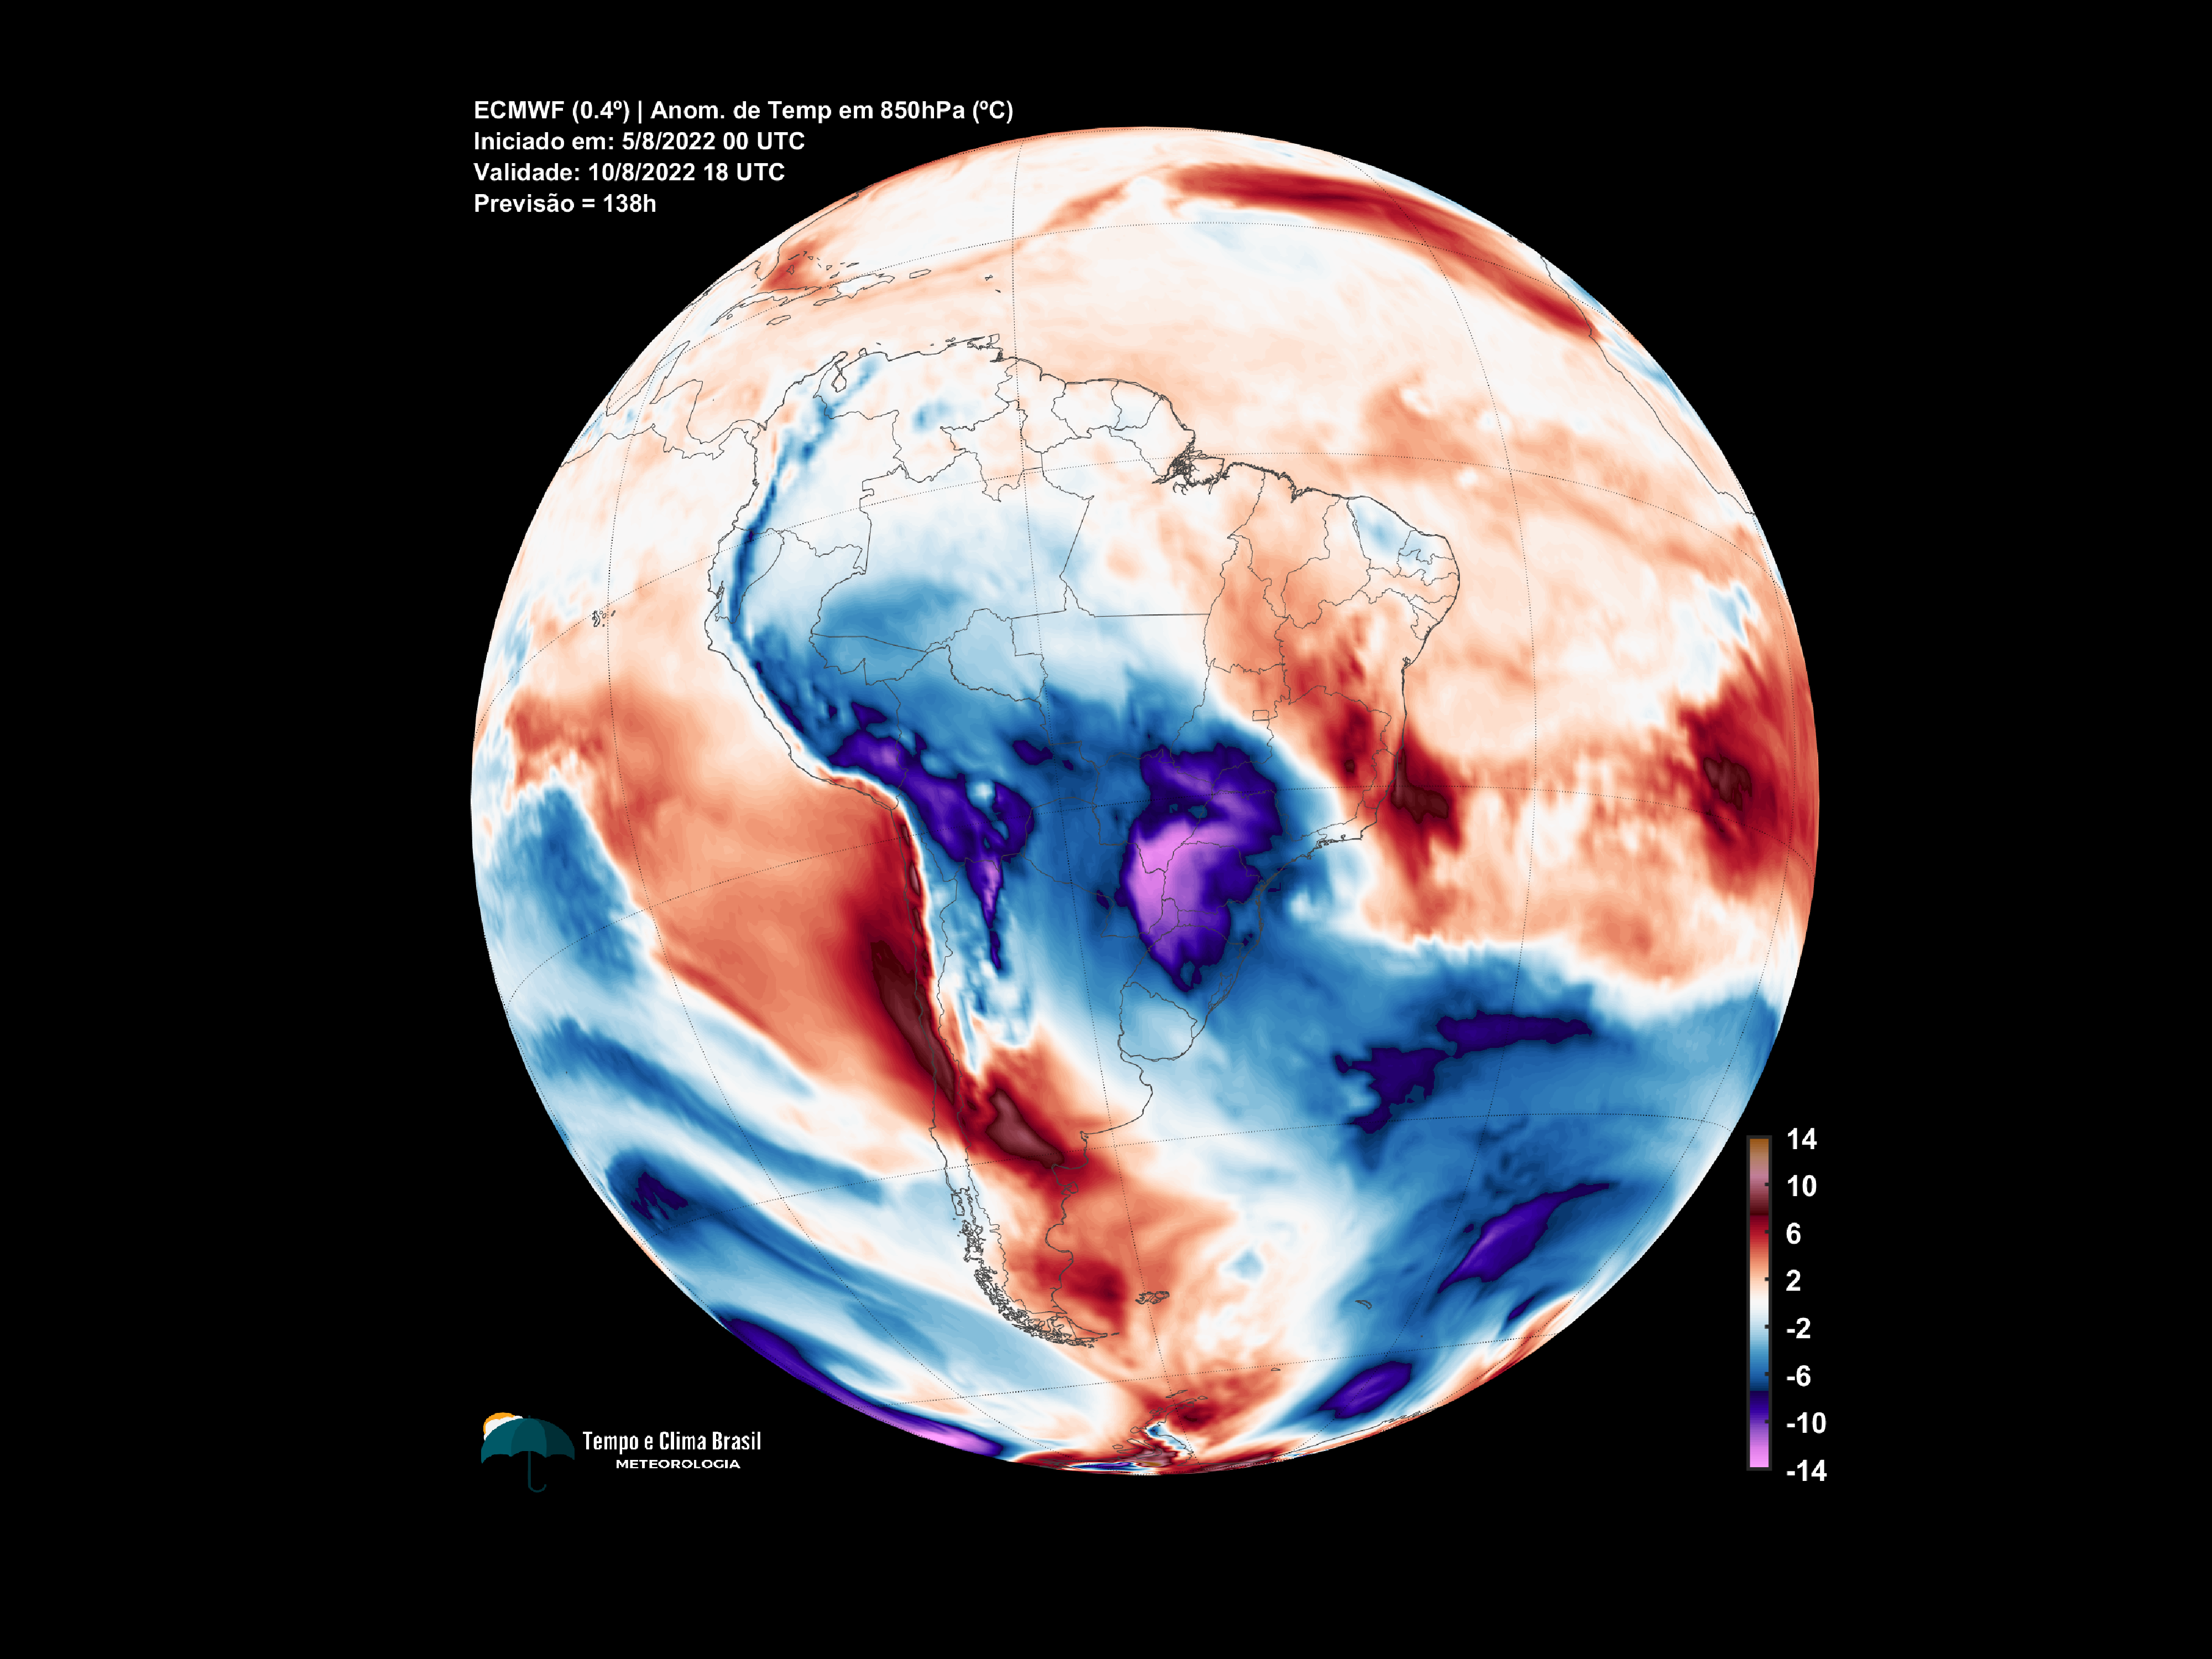 ECMWF (0.4º) | Anom. de Temp em 850hPa (ºC)
Iniciado em: 5/8/2022 00 UTC
Validade: 10/8/2022 18 UTC
Previsão = 138h
14
10
6
2
-2
-6
-10
-14
Tempo e Clima Brasil
METEOROLOGIA